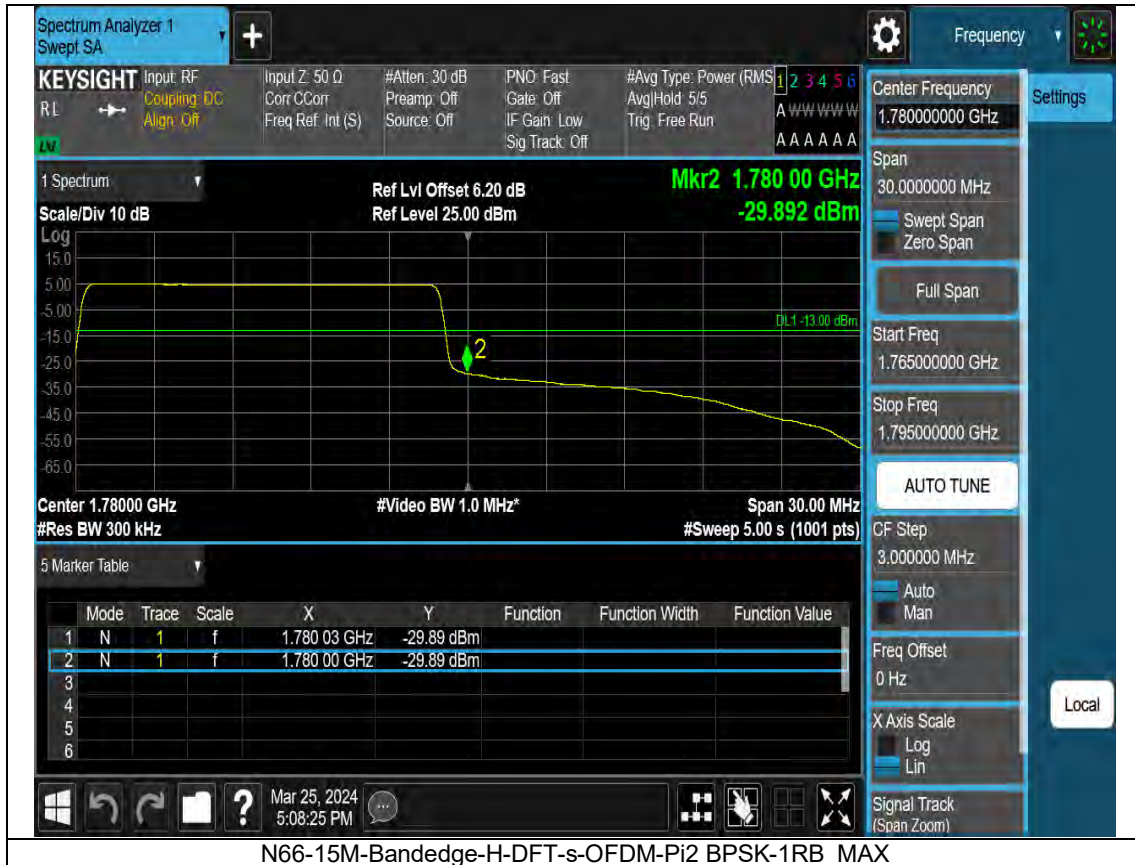 Spectrum Analyzer 1
Swept SA
+
Frequency
KEYSIGHT
RL
Input: RF
Coupling: DC
Align: Off
Input Z: 50 Ω
Corr CCorr
Freq Ref: Int (S)
#Atten: 30 dB
Preamp: Off
Source: Off
PNO: Fast
Gate: Off
IF Gain: Low
Sig Track: Off
#Avg Type: Power (RMS
Avg|Hold: 5/5
Trig: Free Run
1 2 3 4 5 6
A W W W W W
A A A A A A
1 Spectrum
Scale/Div 10 dB
Ref Lvl Offset 6.20 dB
Ref Level 25.00 dBm
Mkr2 1.780 00 GHz
-29.892 dBm
Log
15.0
5.00
-5.00
-15.0
-25.0
-35.0
-45.0
-55.0
-65.0
DL1 -13.00 dBm
2
Center 1.78000 GHz
#Res BW 300 kHz
#Video BW 1.0 MHz*
Span 30.00 MHz
#Sweep 5.00 s (1001 pts)
5 Marker Table
Mode Trace Scale X Y Function Function Width Function Value
1 N 1 f 1.780 03 GHz -29.89 dBm
2 N 1 f 1.780 00 GHz -29.89 dBm
3
4
5
6
?
Mar 25, 2024
5:08:25 PM
Center Frequency
1.780000000 GHz
Settings
Span
30.0000000 MHz
Swept Span
Zero Span
Full Span
Start Freq
1.765000000 GHz
Stop Freq
1.795000000 GHz
AUTO TUNE
CF Step
3.000000 MHz
Auto
Man
Freq Offset
0 Hz
X Axis Scale
Log
Lin
Signal Track
(Span Zoom)
Local
N66-15M-Bandedge-H-DFT-s-OFDM-Pi2 BPSK-1RB_MAX